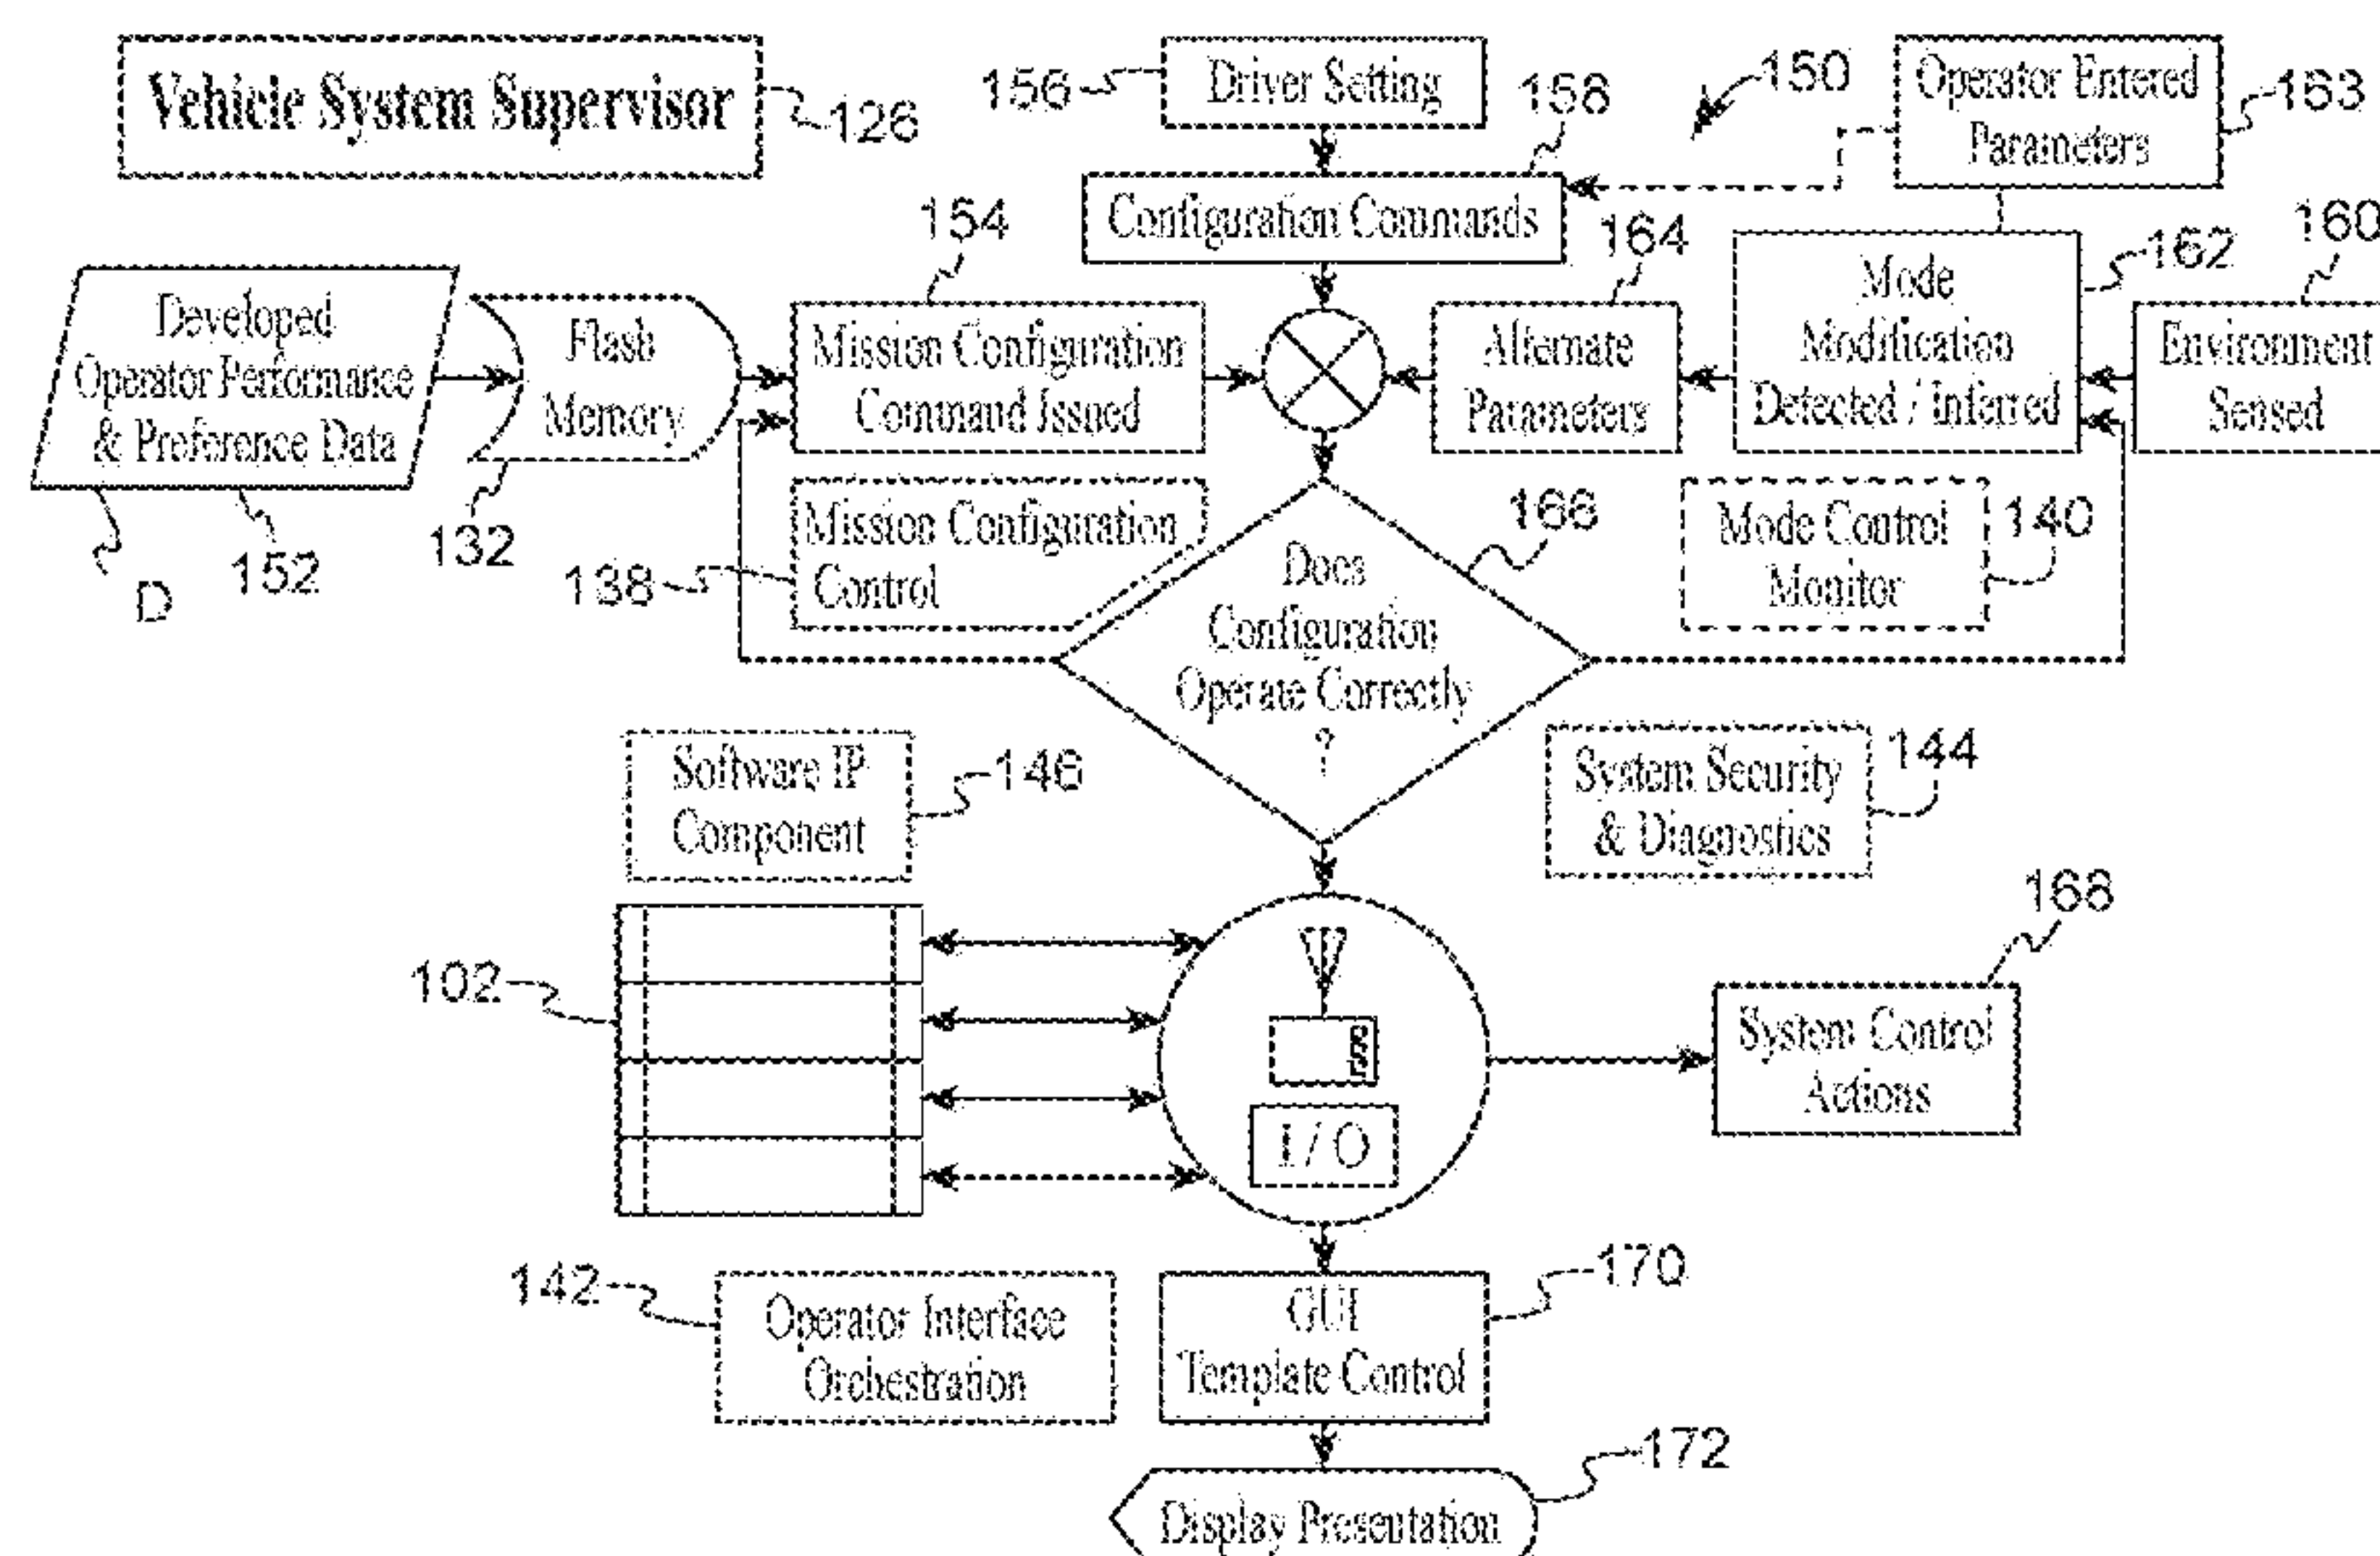 Vehicle System Supervisor
126
156
Driver Setting
158
150
Operator Entered
Parameters
163
Configuration Commands
154
164
162
160
Developed
Operator Performance
& Preference Data
Flash
Memory
Mission Configuration
Command Issued
Alternate
Parameters
Mode
Modification
Detected / Inferred
Environment
Sensed
D
152
132
138
Mission Configuration
Control
166
Mode Control
Monitor
140
Does
Configuration
Operate Correctly
?
Software IP
Component
146
System Security
& Diagnostics
144
102
I / O
168
System Control
Actions
142
Operator Interface
Orchestration
GUI
Template Control
170
Display Presentation
172